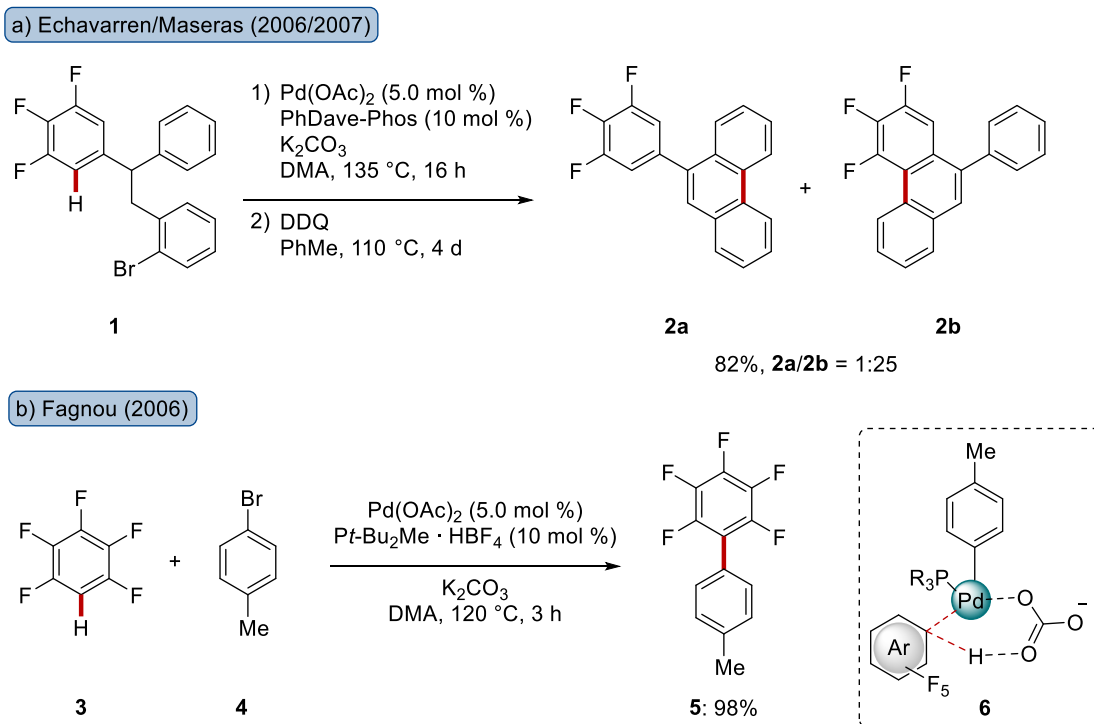 a) Echavarren/Maseras (2006/2007)
F
F
F
H
Br
1
1) Pd(OAc)2 (5.0 mol %)
PhDave-Phos (10 mol %)
K2CO3
DMA, 135 °C, 16 h
2) DDQ
PhMe, 110 °C, 4 d
F
F
F
2a
+
F
F
F
2b
82%, 2a/2b = 1:25
b) Fagnou (2006)
F
F
F
F
F
H
3
+
Br
Me
4
Pd(OAc)2 (5.0 mol %)
Pt-Bu2Me · HBF4 (10 mol %)
K2CO3
DMA, 120 °C, 3 h
F
F
F
F
F
Me
5: 98%
Me
R3P
Pd
O
O
–
Ar
H
O
F5
6